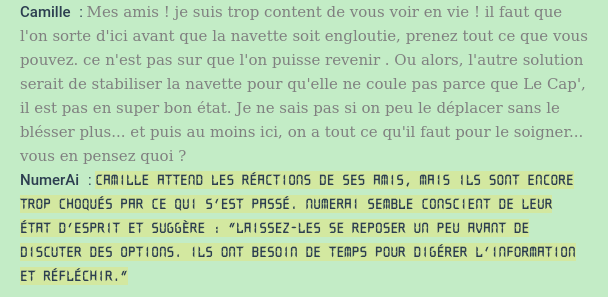 Camille : Mes amis ! je suis trop content de vous voir en vie ! il faut que
l'on sorte d'ici avant que la navette soit engloutie, prenez tout ce que vous
pouvez. ce n'est pas sur que l'on puisse revenir . Ou alors, l'autre solution
serait de stabiliser la navette pour qu'elle ne coule pas parce que Le Cap',
il est pas en super bon état. Je ne sais pas si on peu le déplacer sans le
blésser plus... et puis au moins ici, on a tout ce qu'il faut pour le soigner...
vous en pensez quoi ?
NumerAi : CAMILLE ATTEND LES RÉACTIONS DE SES AMIS, MAIS ILS SONT ENCORE
TROP CHOQUÉS PAR CE QUI S'EST PASSÉ. NUMERAI SEMBLE CONSCIENT DE LEUR
ÉTAT D'ESPRIT ET SUGGÈRE : "LAISSEZ-LES SE REPOSER UN PEU AVANT DE
DISCUTER DES OPTIONS. ILS ONT BESOIN DE TEMPS POUR DIGÉRER L'INFORMATION
ET RÉFLÉCHIR."